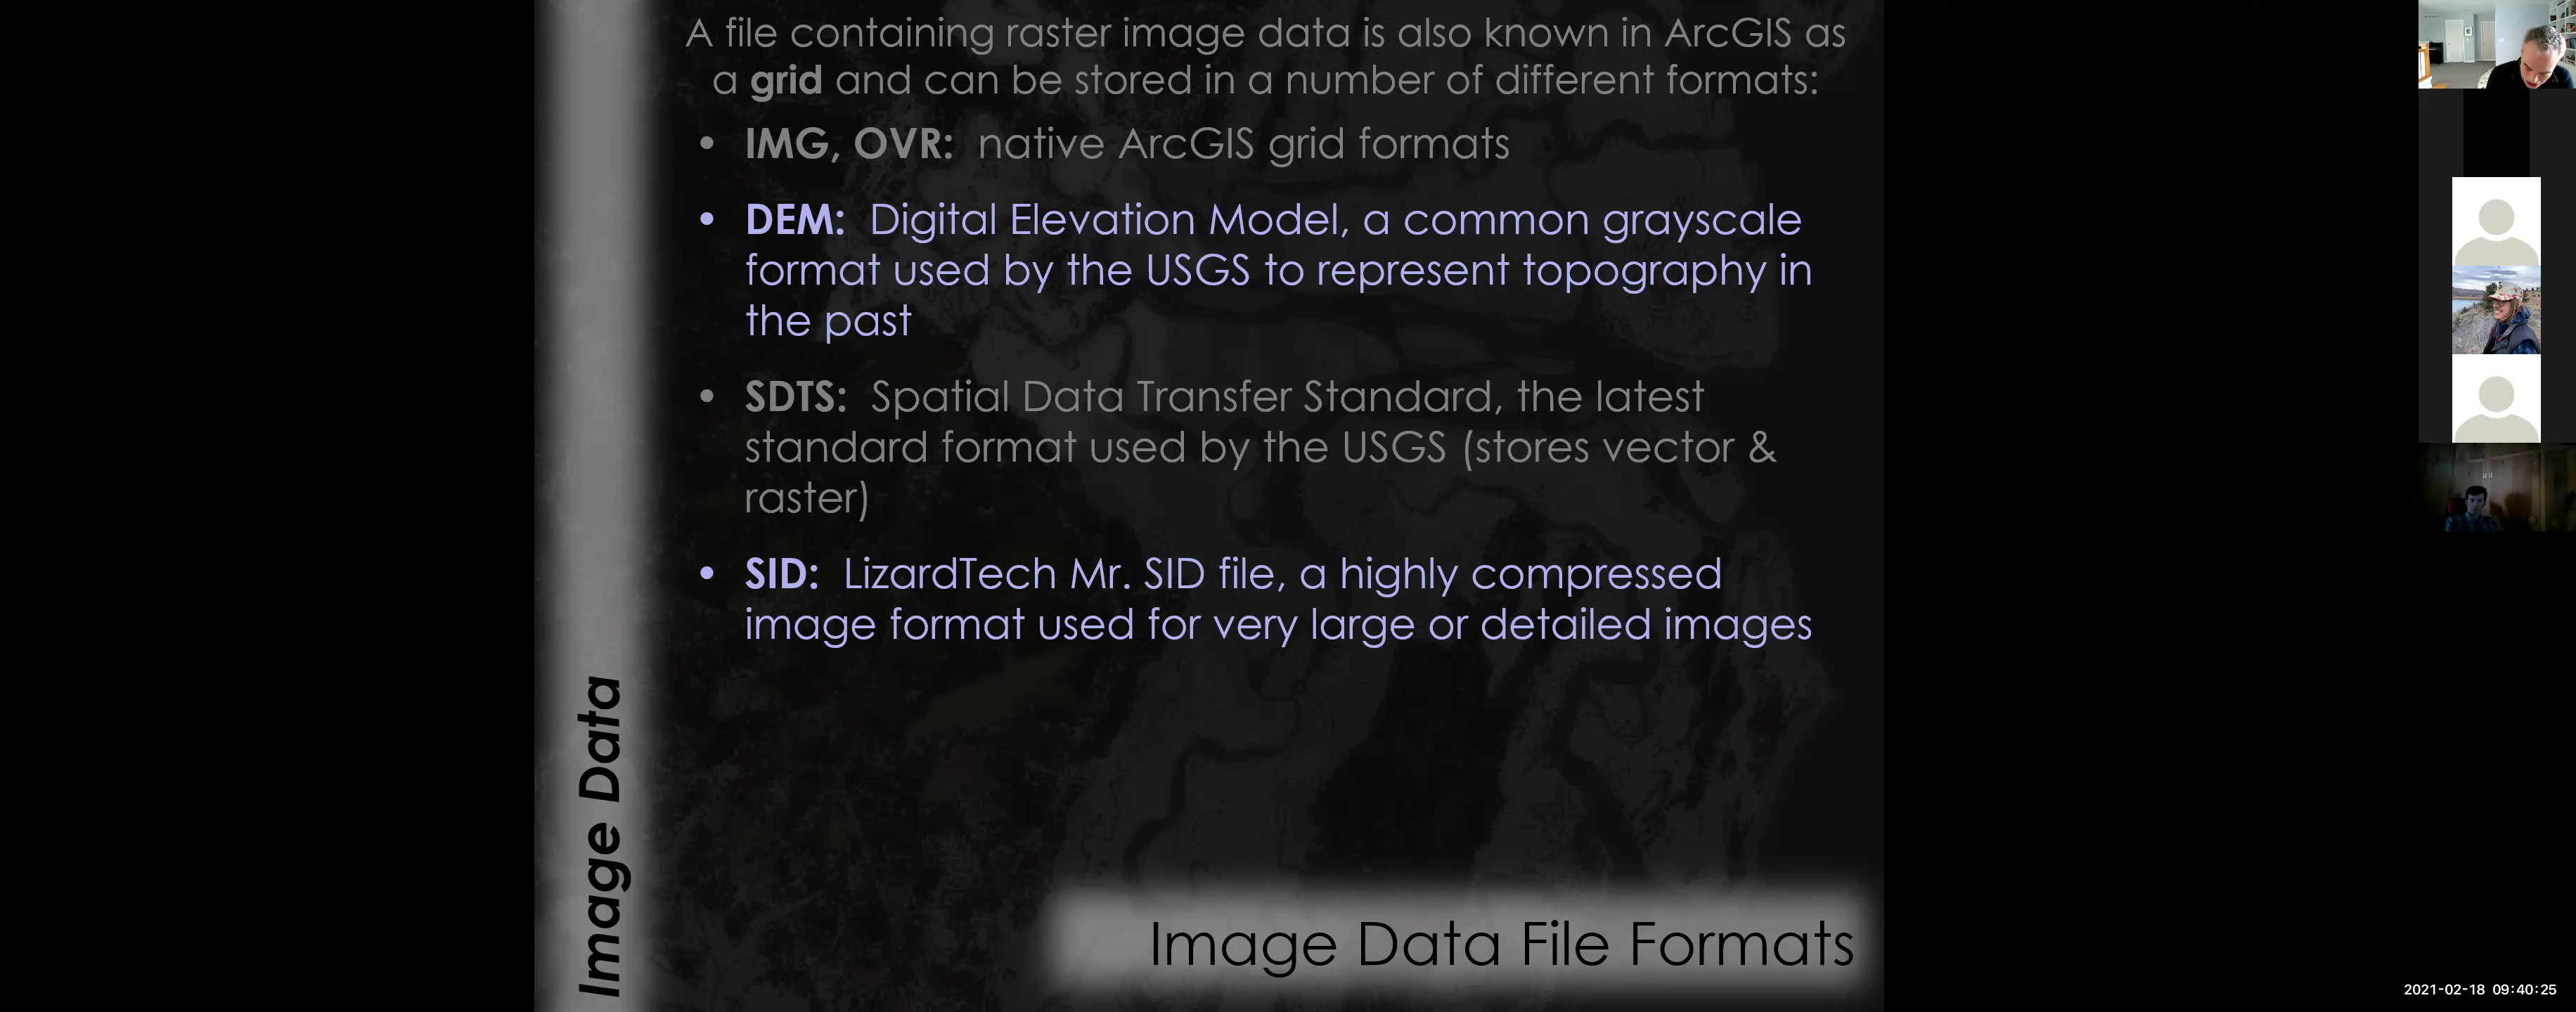 A file containing raster image data is also known in ArcGIS as
a grid and can be stored in a number of different formats:
• IMG, OVR:  native ArcGIS grid formats
• DEM:  Digital Elevation Model, a common grayscale
format used by the USGS to represent topography in
the past
• SDTS:  Spatial Data Transfer Standard, the latest
standard format used by the USGS (stores vector &
raster)
• SID:  LizardTech Mr. SID file, a highly compressed
image format used for very large or detailed images
Image Data
Image Data File Formats
2021-02-18 09:40:25